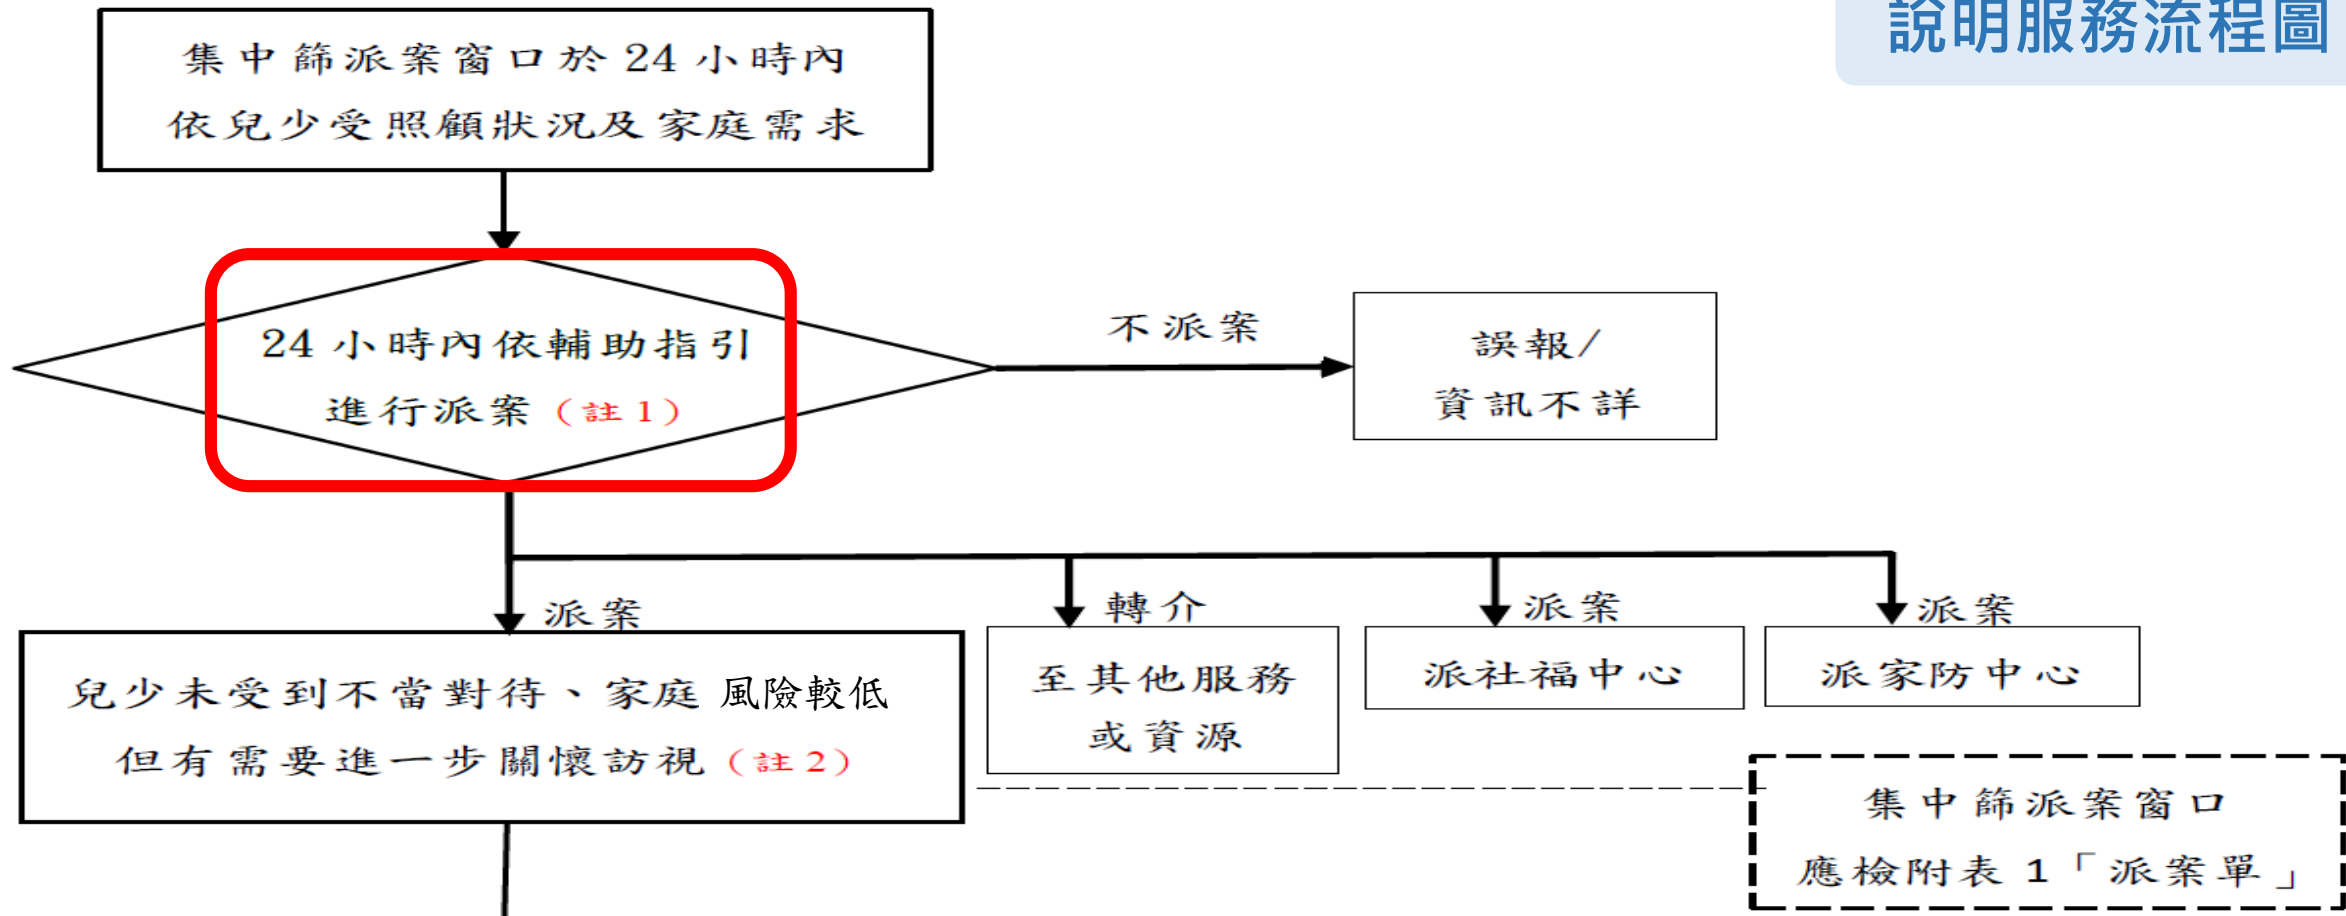 說明服務流程圖
集中篩派案窗口於 24 小時內
依兒少受照顧狀況及家庭需求
24 小時內依輔助指引
進行派案（註 1）
不派案
誤報/
資訊不詳
派案
轉介
派案
派案
兒少未受到不當對待、家庭 風險較低
但有需要進一步關懷訪視（註 2）
至其他服務
或資源
派社福中心
派家防中心
集中篩派案窗口
應檢附表 1「派案單」